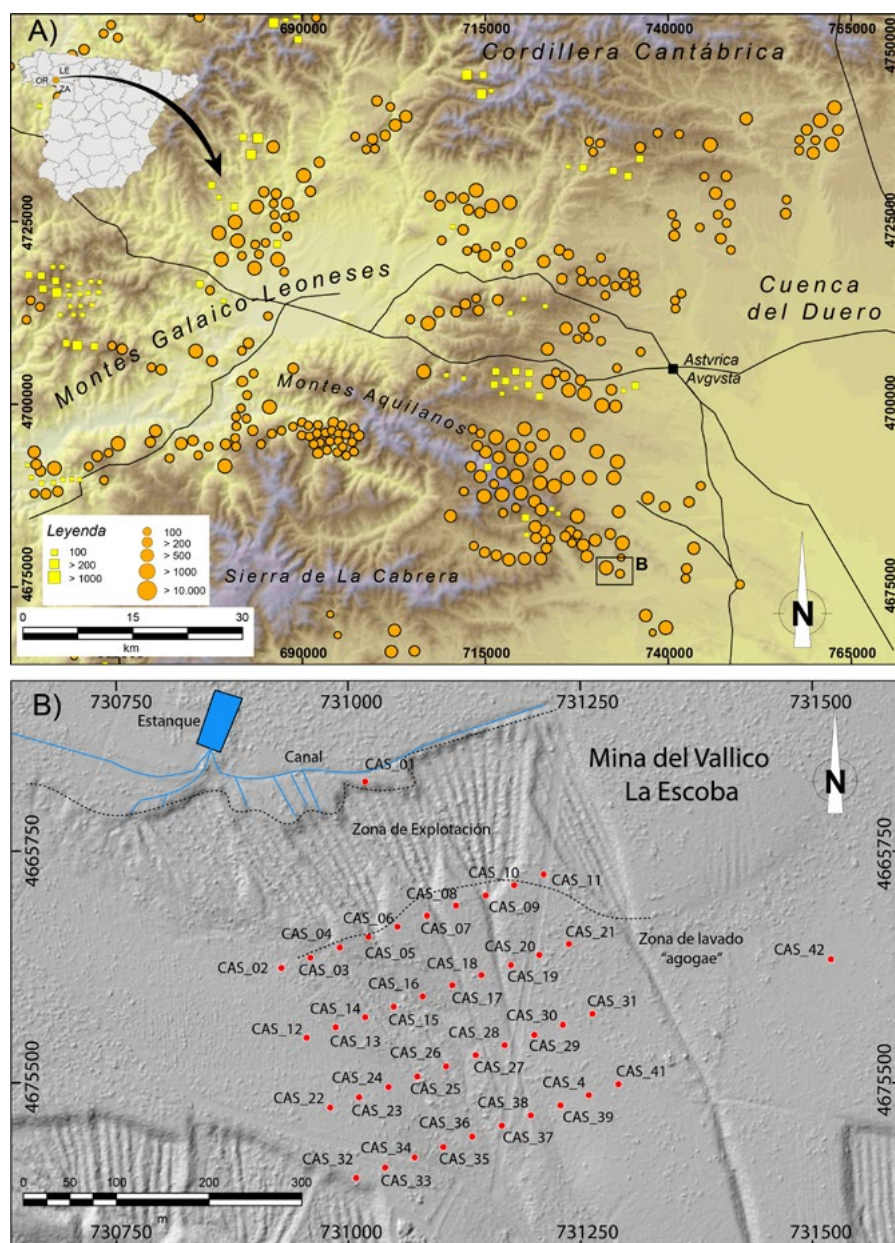 A)
690000
715000
740000
765000
Cordillera Cantábrica
4750000
LE
OR
ZA
4725000
4725000
Montes Galaico-Leoneses
Cuenca
del Duero
Astvrica
Avgvsta
Montes Aquilanos
4700000
4700000
Leyenda
100
> 200
> 500
> 1000
> 10.000
100
> 500
> 1000
B
Sierra de La Cabrera
4675000
4675000
N
0 15 30
km
690000
715000
740000
765000
B)
730750
731000
731250
731500
Estanque
Canal
CAS_01
Mina del Vallico
La Escoba
N
Zona de Explotación
4665750
4665750
CAS_10
CAS_11
CAS_08
CAS_09
CAS_06
CAS_07
CAS_04
CAS_05
CAS_02
CAS_03
CAS_21
CAS_20
CAS_19
CAS_18
CAS_17
CAS_16
CAS_15
CAS_14
CAS_13
CAS_12
Zona de lavado
"agogae"
CAS_42
CAS_31
CAS_30
CAS_29
CAS_28
CAS_27
CAS_26
CAS_25
CAS_24
CAS_23
CAS_22
4675500
4675500
CAS_41
CAS_4
CAS_39
CAS_38
CAS_37
CAS_36
CAS_35
CAS_34
CAS_33
CAS_32
0 50 100 200 300
m
730750
731000
731250
731500